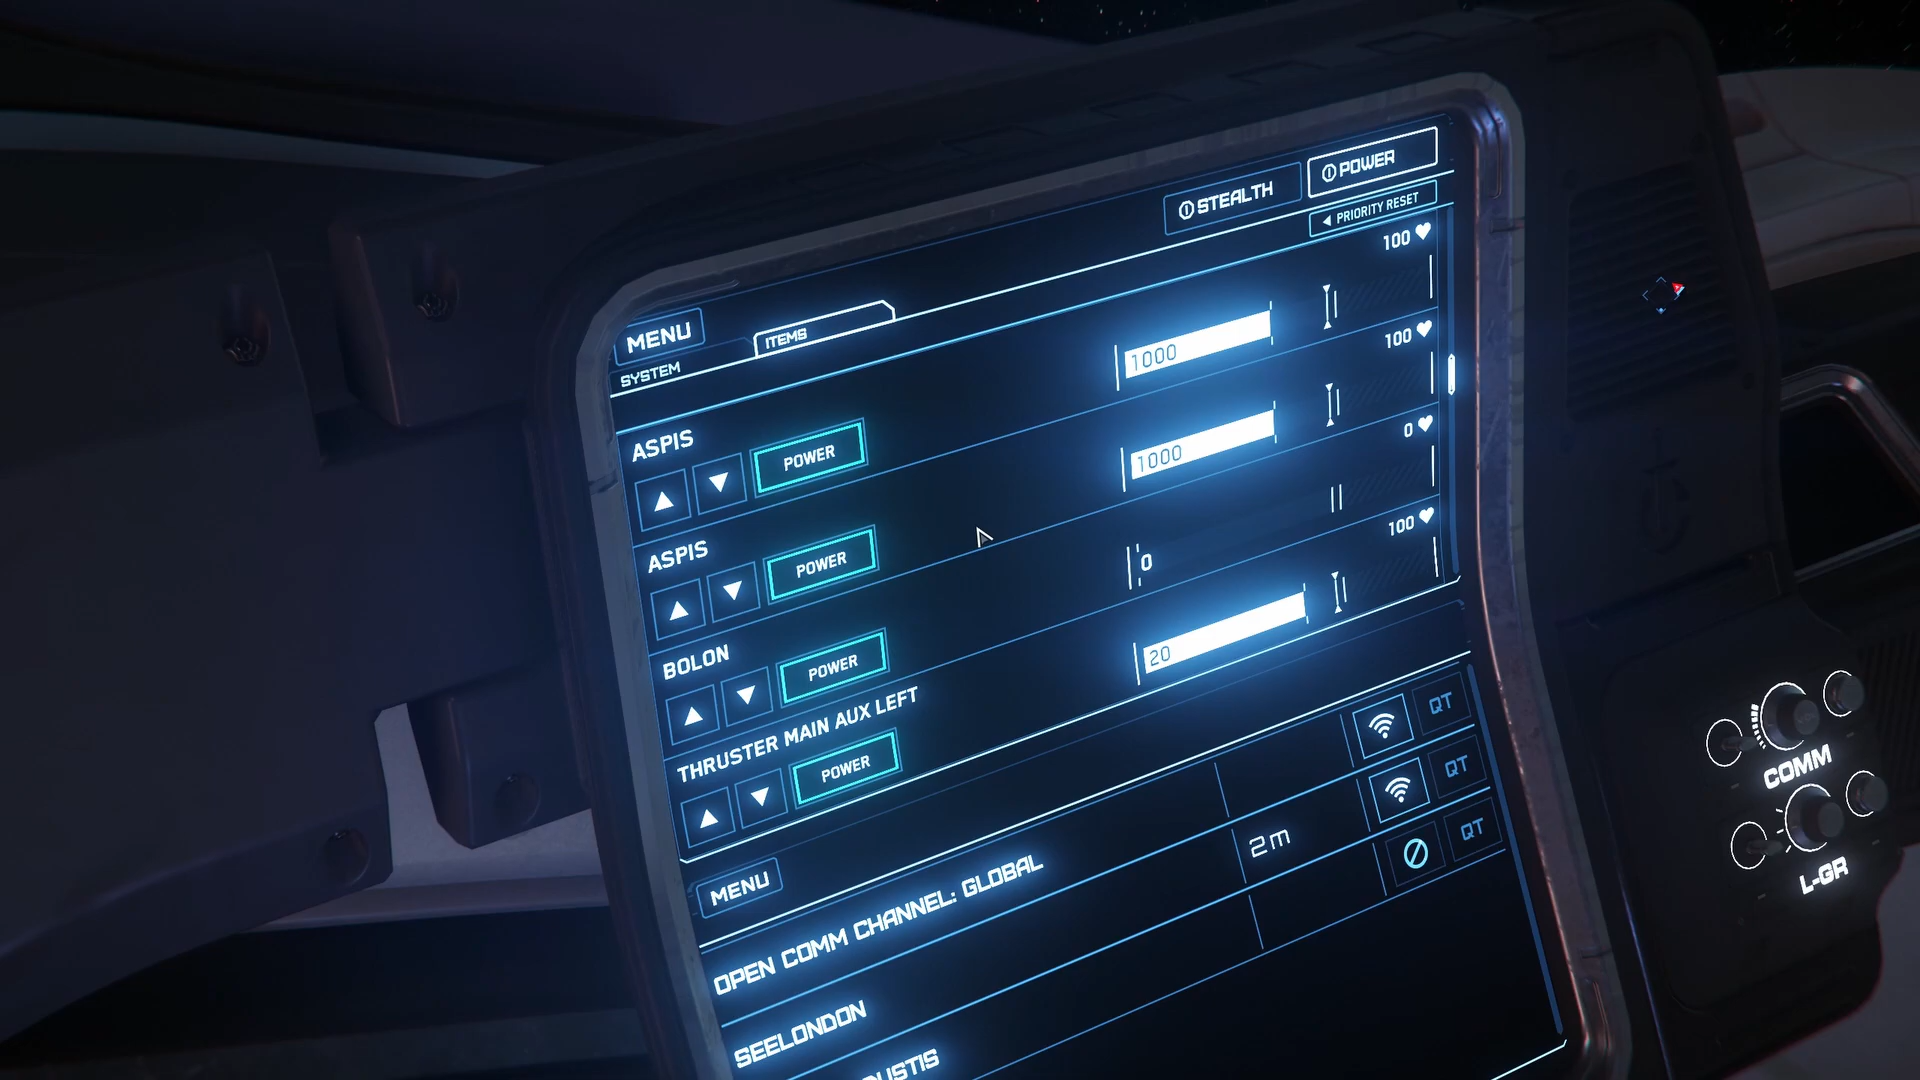 STEALTH
POWER
PRIORITY RESET
MENU
ITEMS
SYSTEM
100
ASPIS
POWER
1000
100
ASPIS
POWER
1000
0
BOLON
POWER
0
100
THRUSTER MAIN AUX LEFT
POWER
20
MENU
OPEN COMM CHANNEL: GLOBAL
QT
SEELONDON
2m
QT
USTIS
QT
COMM
L-GR